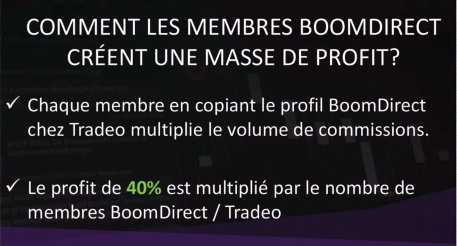 COMMENT LES MEMBRES BOOMDIRECT
CRÉENT UNE MASSE DE PROFIT?
✓ Chaque membre en copiant le profil BoomDirect
chez Tradeo multiplie le volume de commissions.
✓ Le profit de 40% est multiplié par le nombre de
membres BoomDirect / Tradeo